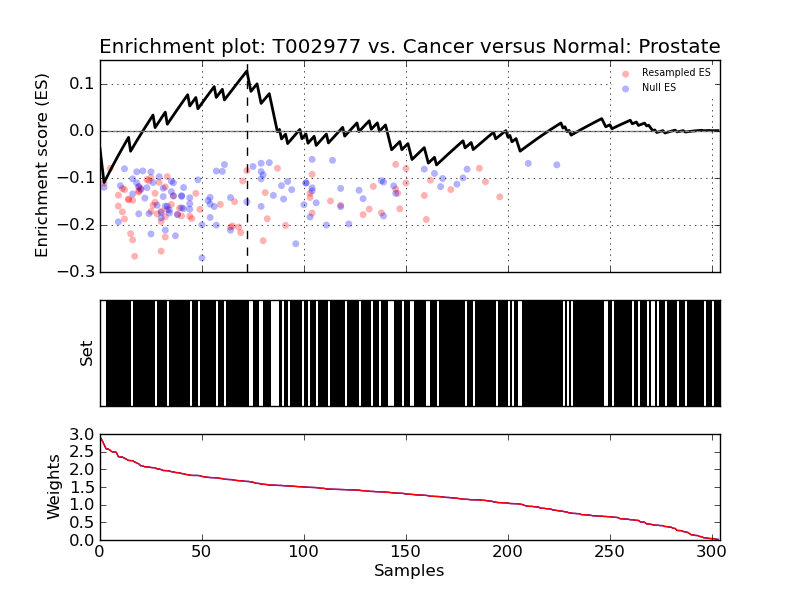 Enrichment plot: T002977 vs. Cancer versus Normal: Prostate
Enrichment score (ES)
0.1
0.0
−0.1
−0.2
−0.3
Resampled ES
Null ES
Set
Weights
3.0
2.5
2.0
1.5
1.0
0.5
0.0
0 50 100 150 200 250 300
Samples